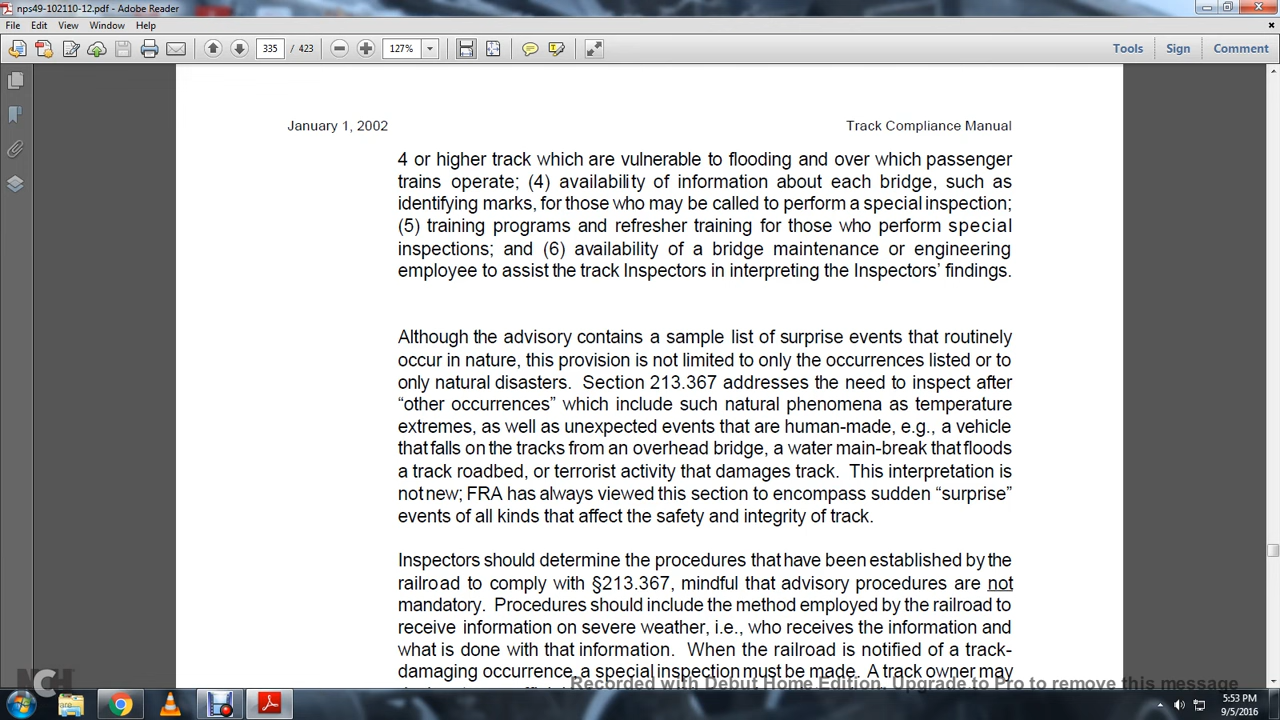 nps49-102110-12.pdf - Adobe Reader
File Edit View Window Help
335 / 423 127% Tools Sign Comment
January 1, 2002 Track Compliance Manual
4 or higher track which are vulnerable to flooding and over which passenger
trains operate; (4) availability of information about each bridge, such as
identifying marks, for those who may be called to perform a special inspection;
(5) training programs and refresher training for those who perform special
inspections; and (6) availability of a bridge maintenance or engineering
employee to assist the track Inspectors in interpreting the Inspectors’ findings.
Although the advisory contains a sample list of surprise events that routinely
occur in nature, this provision is not limited to only the occurrences listed or to
only natural disasters. Section 213.367 addresses the need to inspect after
“other occurrences” which include such natural phenomena as temperature
extremes, as well as unexpected events that are human-made, e.g., a vehicle
that falls on the tracks from an overhead bridge, a water main-break that floods
a track roadbed, or terrorist activity that damages track. This interpretation is
not new; FRA has always viewed this section to encompass sudden “surprise”
events of all kinds that affect the safety and integrity of track.
Inspectors should determine the procedures that have been established by the
railroad to comply with §213.367, mindful that advisory procedures are not
mandatory. Procedures should include the method employed by the railroad to
receive information on severe weather, i.e., who receives the information and
what is done with that information. When the railroad is notified of a track-
damaging occurrence, a special inspection must be made. A track owner may
Recorded with Debut Home Edition. Upgrade to Pro to remove this message
NCH
5:53 PM
9/5/2016